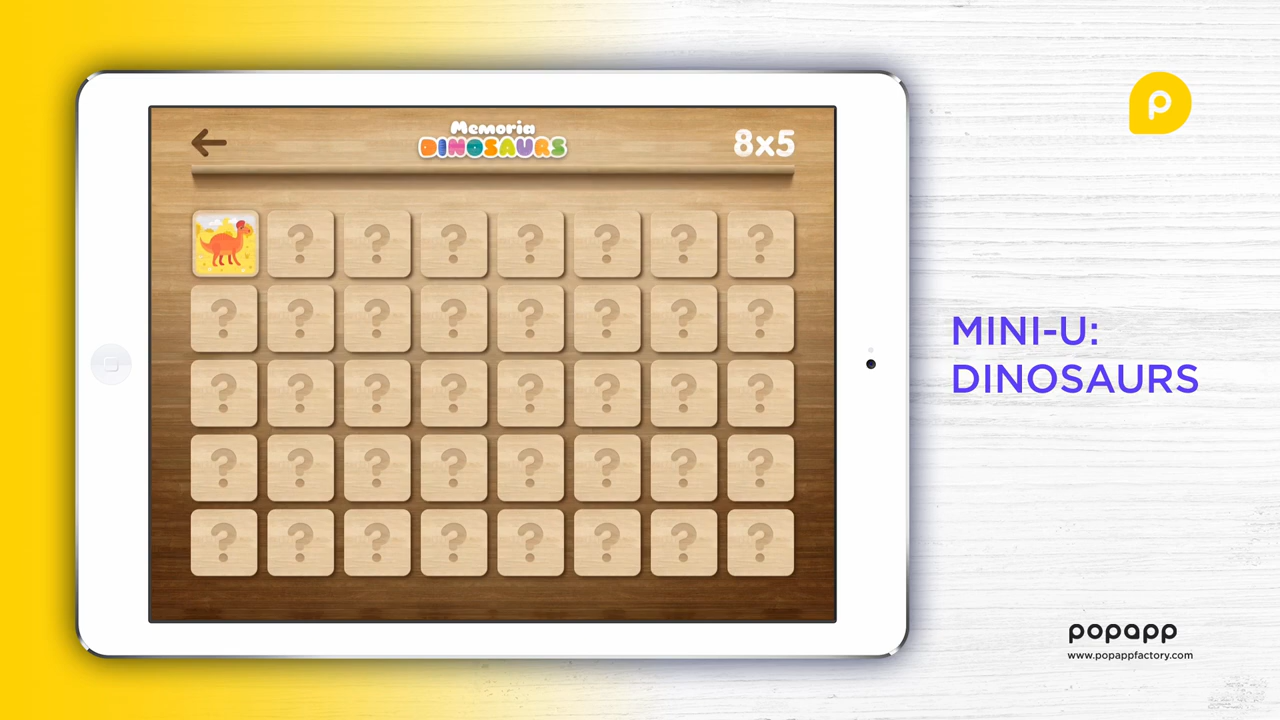 Memoria
DINOSAURS
8x5
? ? ? ? ? ? ?
? ? ? ? ? ? ? ?
? ? ? ? ? ? ? ?
? ? ? ? ? ? ? ?
? ? ? ? ? ? ? ?
P
MINI-U:
DINOSAURS
popapp
www.popappfactory.com